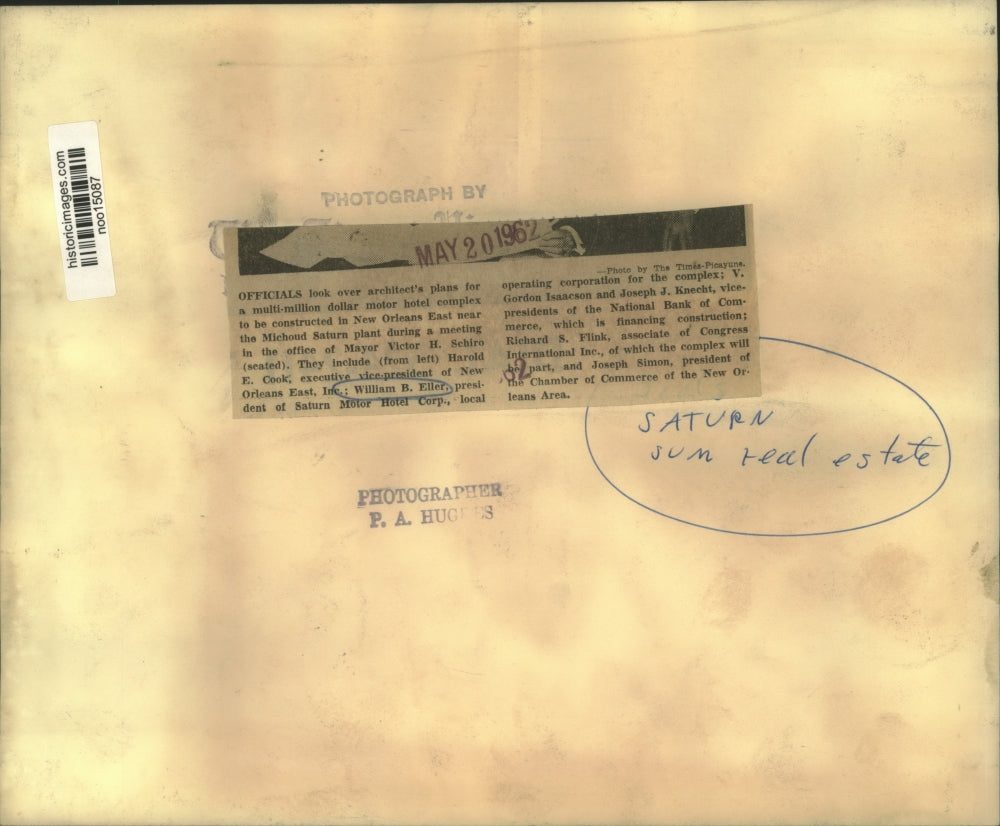 historicimages.com
noo15087
PHOTOGRAPH BY
MAY 20 1962
—Photo by The Times-Picayune.
OFFICIALS look over architect's plans for
a multi-million dollar motor hotel complex
to be constructed in New Orleans East near
the Michoud Saturn plant during a meeting
in the office of Mayor Victor H. Schiro
(seated). They include (from left) Harold
E. Cook, executive vice-president of New
Orleans East, Inc.; William B. Eller, presi-
dent of Saturn Motor Hotel Corp., local
operating corporation for the complex; V.
Gordon Isaacson and Joseph J. Knecht, vice-
presidents of the National Bank of Com-
merce, which is financing construction;
Richard S. Flink, associate of Congress
International Inc., of which the complex will
be part, and Joseph Simon, president of
the Chamber of Commerce of the New Or-
leans Area.
62
SATURN
sun real estate
PHOTOGRAPHER
P. A. HUGHES